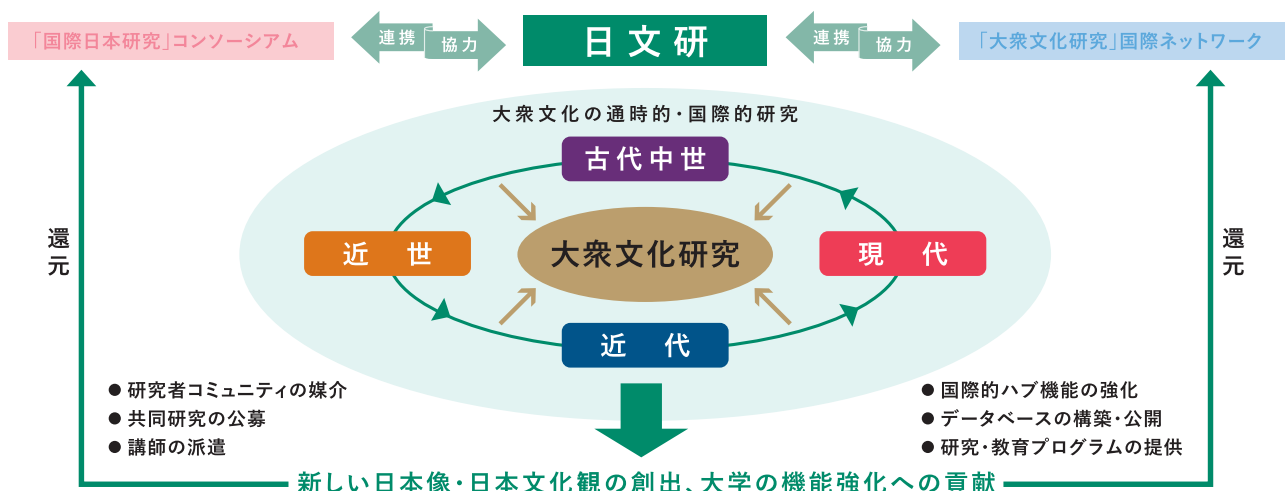 「国際日本研究」コンソーシアム
連携
協力
日文研
連携
協力
「大衆文化研究」国際ネットワーク
大衆文化の通時的・国際的研究
古代中世
近世
大衆文化研究
現代
近代
還元
還元
● 研究者コミュニティの媒介
● 共同研究の公募
● 講師の派遣
● 国際的ハブ機能の強化
● データベースの構築・公開
● 研究・教育プログラムの提供
新しい日本像・日本文化観の創出、大学の機能強化への貢献